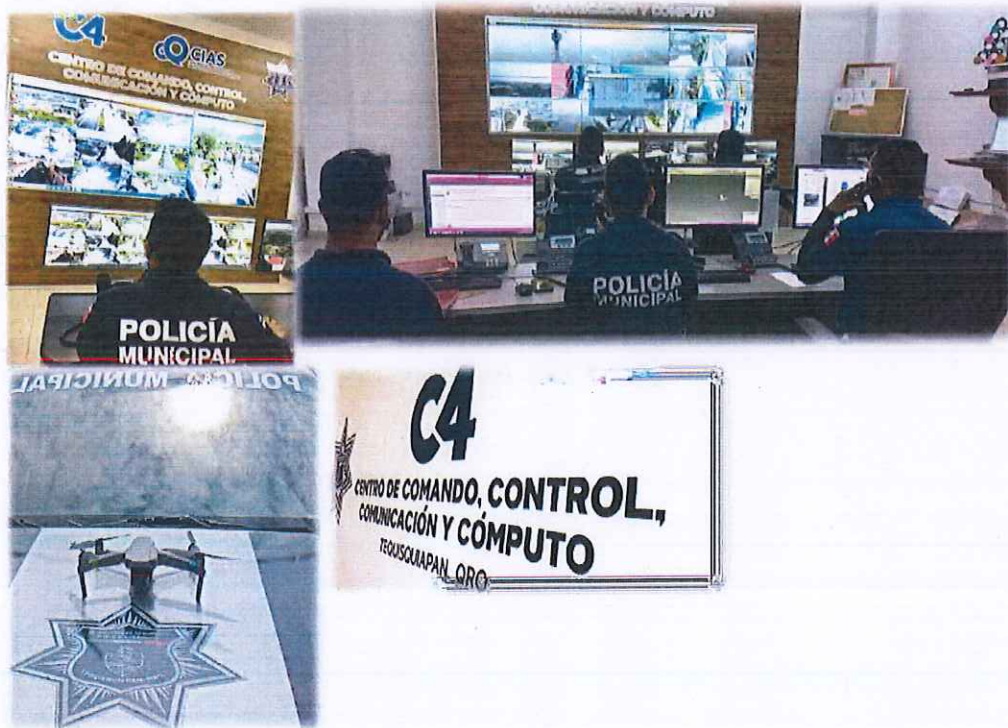 C4
CQCIAS
CENTRO DE COMANDO, CONTROL,
COMUNICACIÓN Y CÓMPUTO
POLICÍA
MUNICIPAL
COMUNICACIÓN Y CÓMPUTO
POLICÍA
MUNICIPAL
POLICÍA MUNICIPAL
C4
CENTRO DE COMANDO, CONTROL,
COMUNICACIÓN Y CÓMPUTO
TEQUISQUIAPAN, QRO.